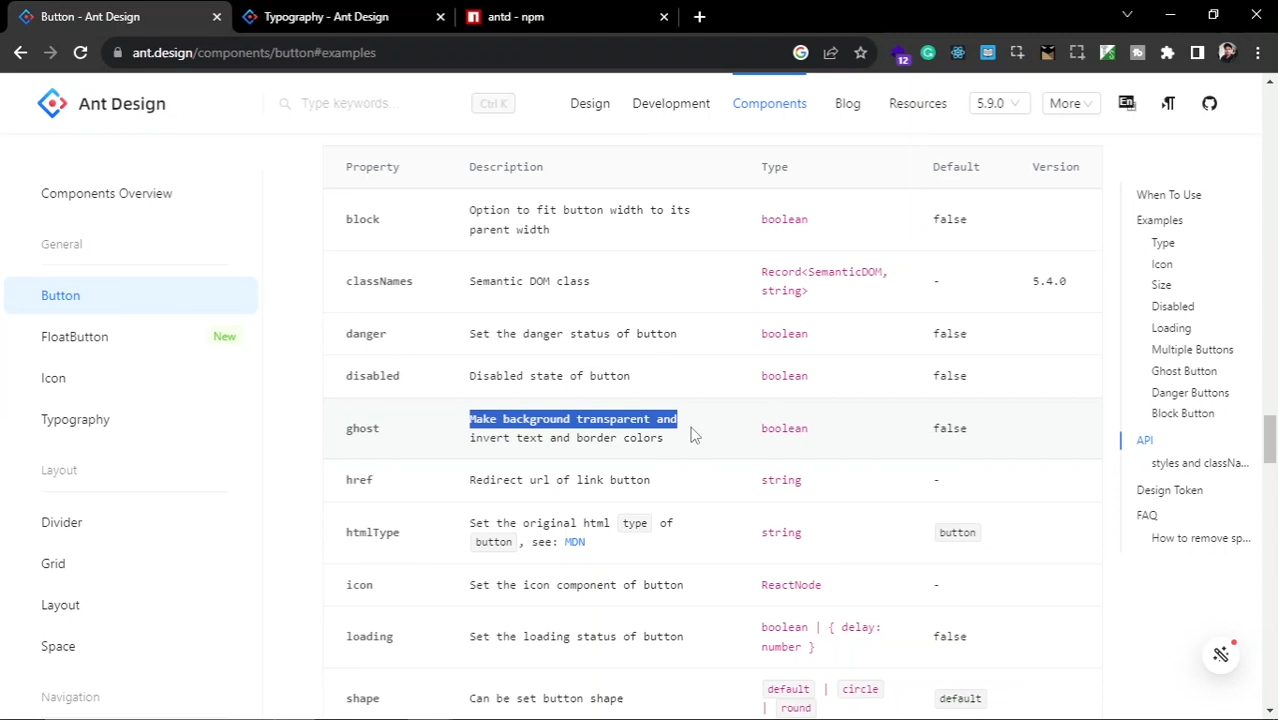 Button - Ant Design
Typography - Ant Design
antd - npm
ant.design/components/button#examples
12
Ant Design
Type keywords...
Ctrl K
Design
Development
Components
Blog
Resources
5.9.0
More
En
Components Overview
General
Button
FloatButton New
Icon
Typography
Layout
Divider
Grid
Layout
Space
Navigation
Property Description Type Default Version
block Option to fit button width to its boolean false
parent width
classNames Semantic DOM class Record<SemanticDOM, - 5.4.0
string>
danger Set the danger status of button boolean false
disabled Disabled state of button boolean false
ghost Make background transparent and boolean false
invert text and border colors
href Redirect url of link button string -
htmlType Set the original html type of string button
button, see: MDN
icon Set the icon component of button ReactNode -
loading Set the loading status of button boolean | { delay: false
number }
shape Can be set button shape default | circle default
| round
When To Use
Examples
Type
Icon
Size
Disabled
Loading
Multiple Buttons
Ghost Button
Danger Buttons
Block Button
API
styles and classNa...
Design Token
FAQ
How to remove sp...